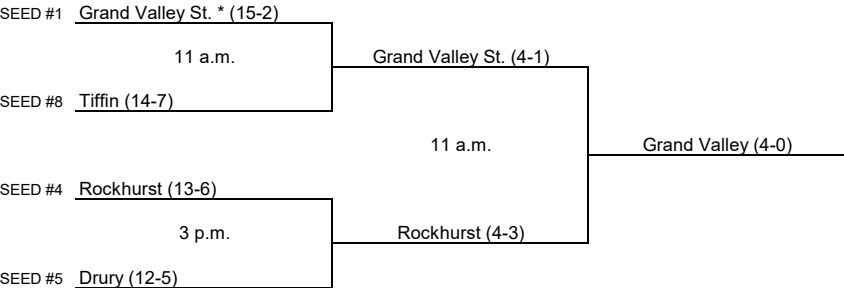 SEED #1 Grand Valley St. * (15-2)
11 a.m.
Grand Valley St. (4-1)
SEED #8 Tiffin (14-7)
11 a.m.
Grand Valley (4-0)
SEED #4 Rockhurst (13-6)
3 p.m.
Rockhurst (4-3)
SEED #5 Drury (12-5)